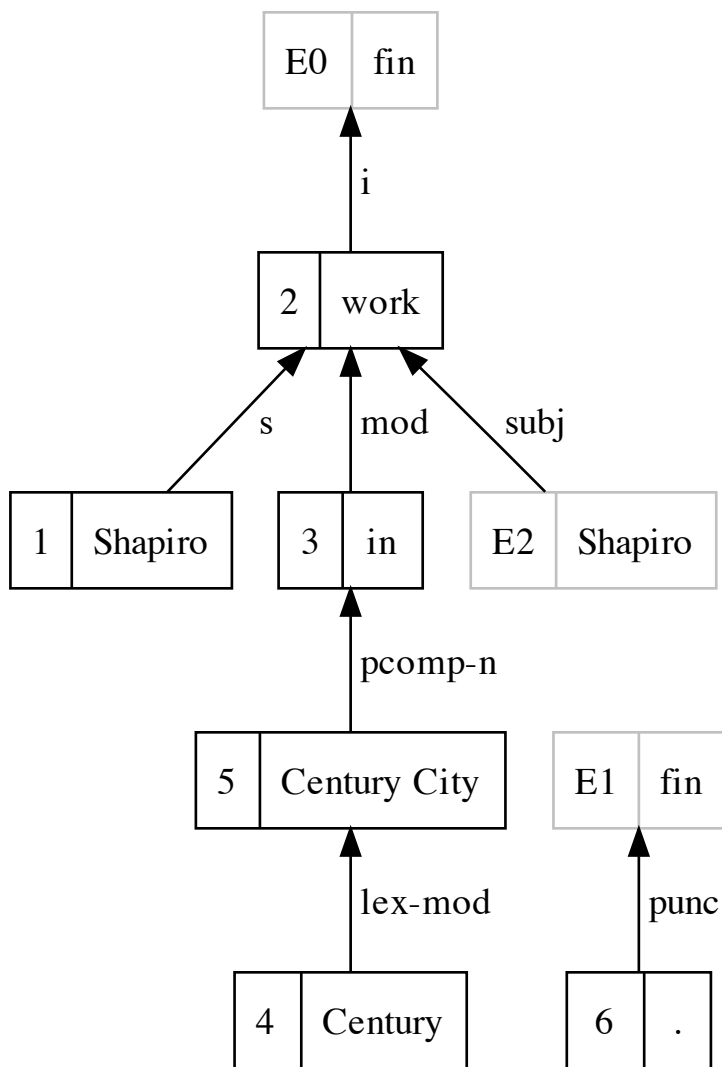 E0 fin
i
2 work
s mod subj
1 Shapiro 3 in E2 Shapiro
pcomp-n
5 Century City E1 fin
lex-mod punc
4 Century 6 .